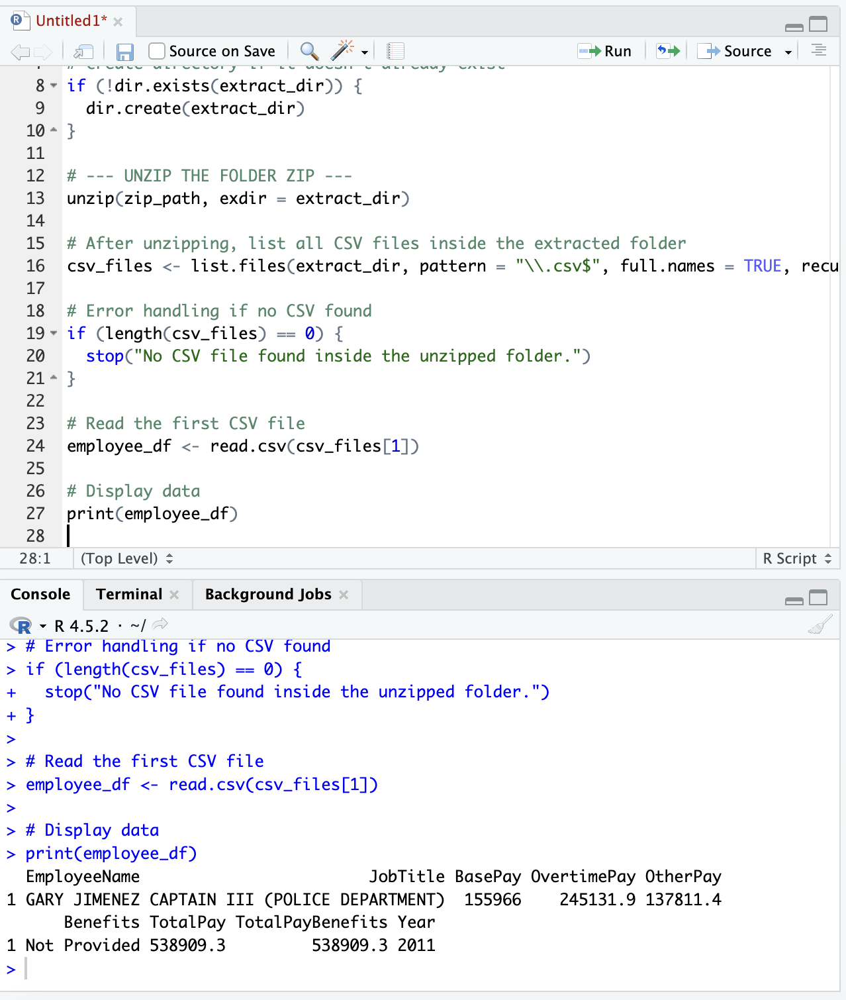 Untitled1*
Source on Save
Run
Source
7 # Create directory if it doesn't already exist
8 if (!dir.exists(extract_dir)) {
9   dir.create(extract_dir)
10 }
11
12 # --- UNZIP THE FOLDER ZIP ---
13 unzip(zip_path, exdir = extract_dir)
14
15 # After unzipping, list all CSV files inside the extracted folder
16 csv_files <- list.files(extract_dir, pattern = "\\.csv$", full.names = TRUE, recu
17
18 # Error handling if no CSV found
19 if (length(csv_files) == 0) {
20   stop("No CSV file found inside the unzipped folder.")
21 }
22
23 # Read the first CSV file
24 employee_df <- read.csv(csv_files[1])
25
26 # Display data
27 print(employee_df)
28
28:1 (Top Level) R Script
Console Terminal Background Jobs
R 4.5.2 · ~/
> # Error handling if no CSV found
> if (length(csv_files) == 0) {
+   stop("No CSV file found inside the unzipped folder.")
+ }
>
> # Read the first CSV file
> employee_df <- read.csv(csv_files[1])
>
> # Display data
> print(employee_df)
  EmployeeName                        JobTitle BasePay OvertimePay OtherPay
1 GARY JIMENEZ CAPTAIN III (POLICE DEPARTMENT)  155966    245131.9 137811.4
      Benefits TotalPay TotalPayBenefits Year
1 Not Provided 538909.3         538909.3 2011
>